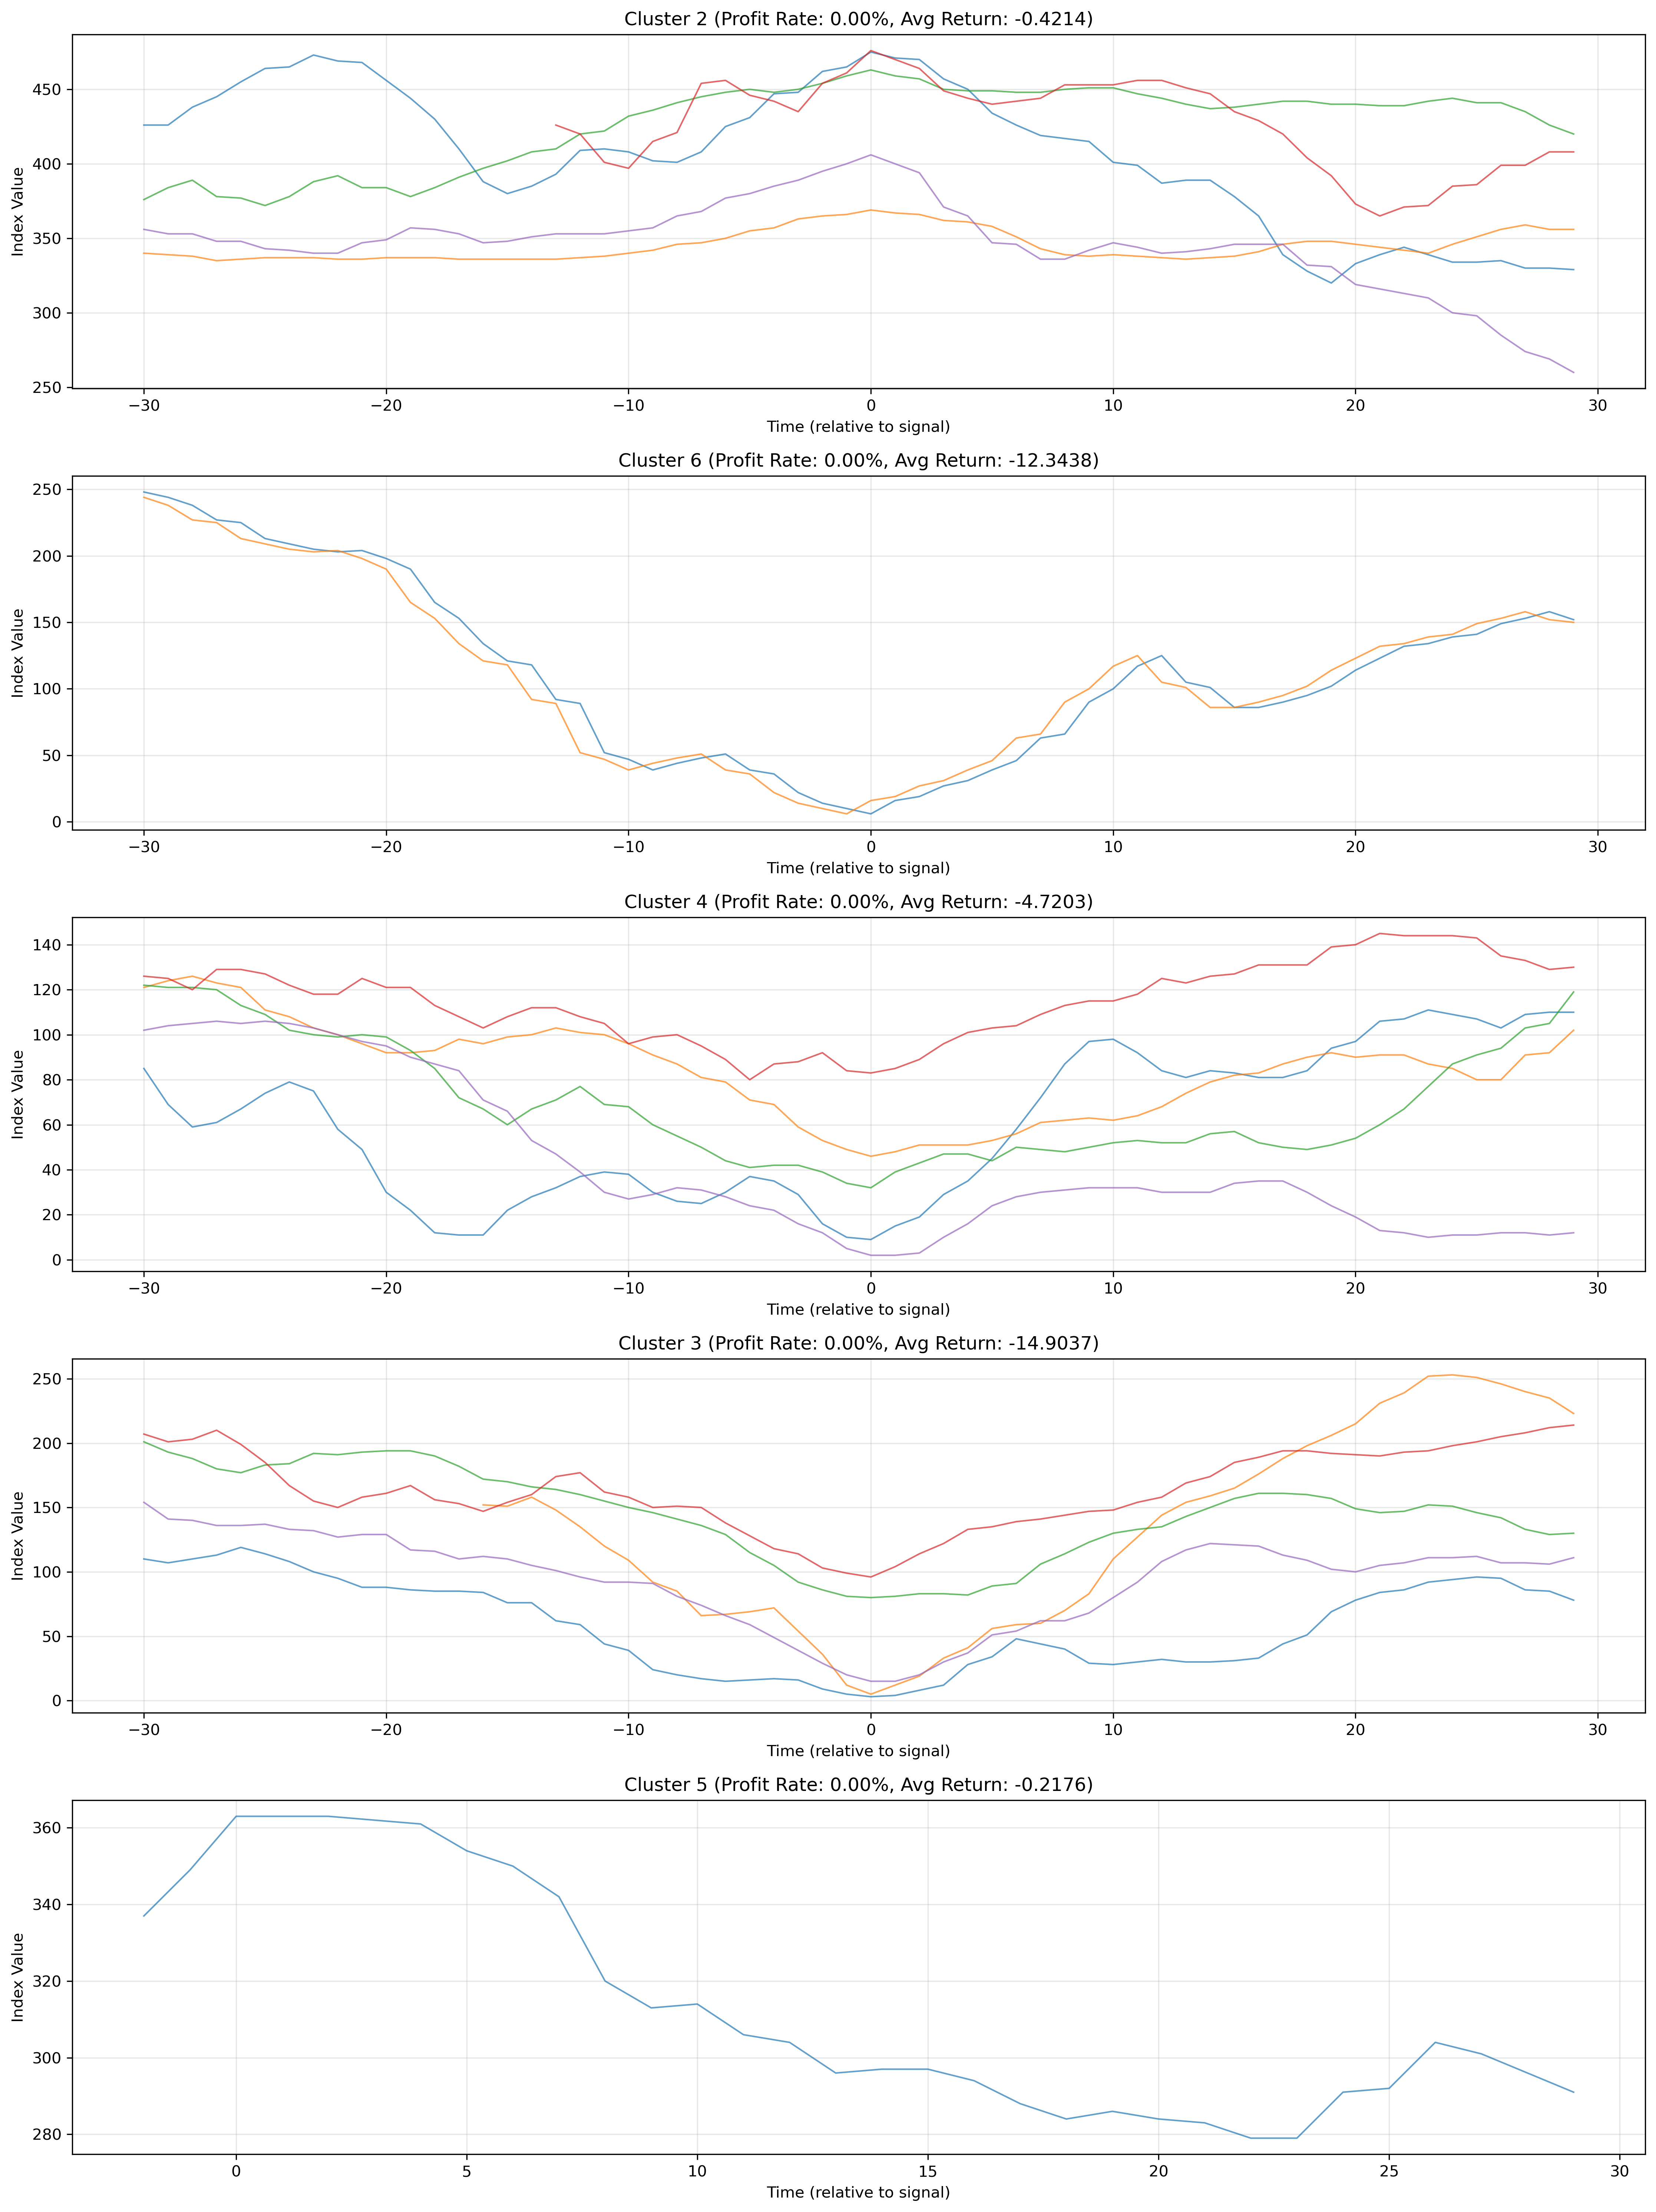 Cluster 2 (Profit Rate: 0.00%, Avg Return: -0.4214)
Index Value
450
400
350
300
250
−30 −20 −10 0 10 20 30
Time (relative to signal)
Cluster 6 (Profit Rate: 0.00%, Avg Return: -12.3438)
Index Value
250
200
150
100
50
0
−30 −20 −10 0 10 20 30
Time (relative to signal)
Cluster 4 (Profit Rate: 0.00%, Avg Return: -4.7203)
Index Value
140
120
100
80
60
40
20
0
−30 −20 −10 0 10 20 30
Time (relative to signal)
Cluster 3 (Profit Rate: 0.00%, Avg Return: -14.9037)
Index Value
250
200
150
100
50
0
−30 −20 −10 0 10 20 30
Time (relative to signal)
Cluster 5 (Profit Rate: 0.00%, Avg Return: -0.2176)
Index Value
360
340
320
300
280
0 5 10 15 20 25 30
Time (relative to signal)